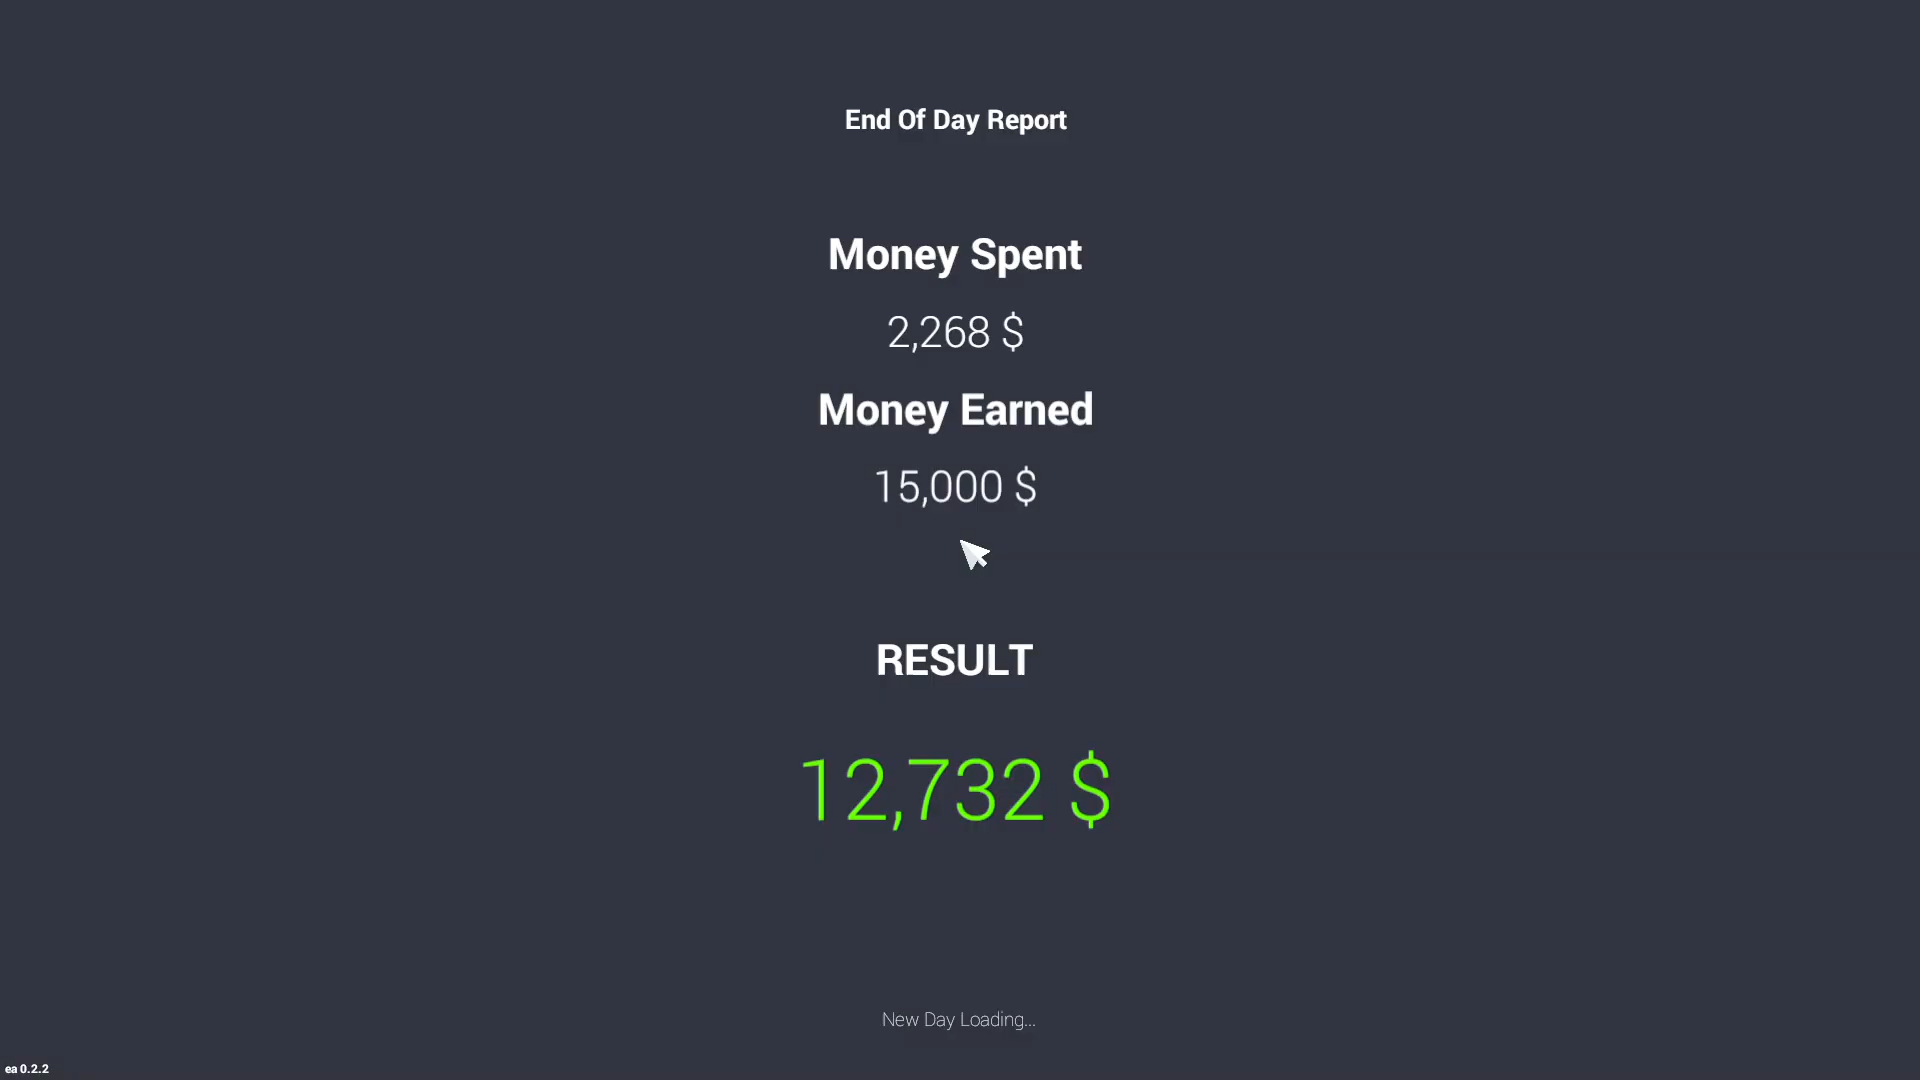 End Of Day Report
Money Spent
2,268 $
Money Earned
15,000 $
RESULT
12,732 $
New Day Loading...
ea 0.2.2